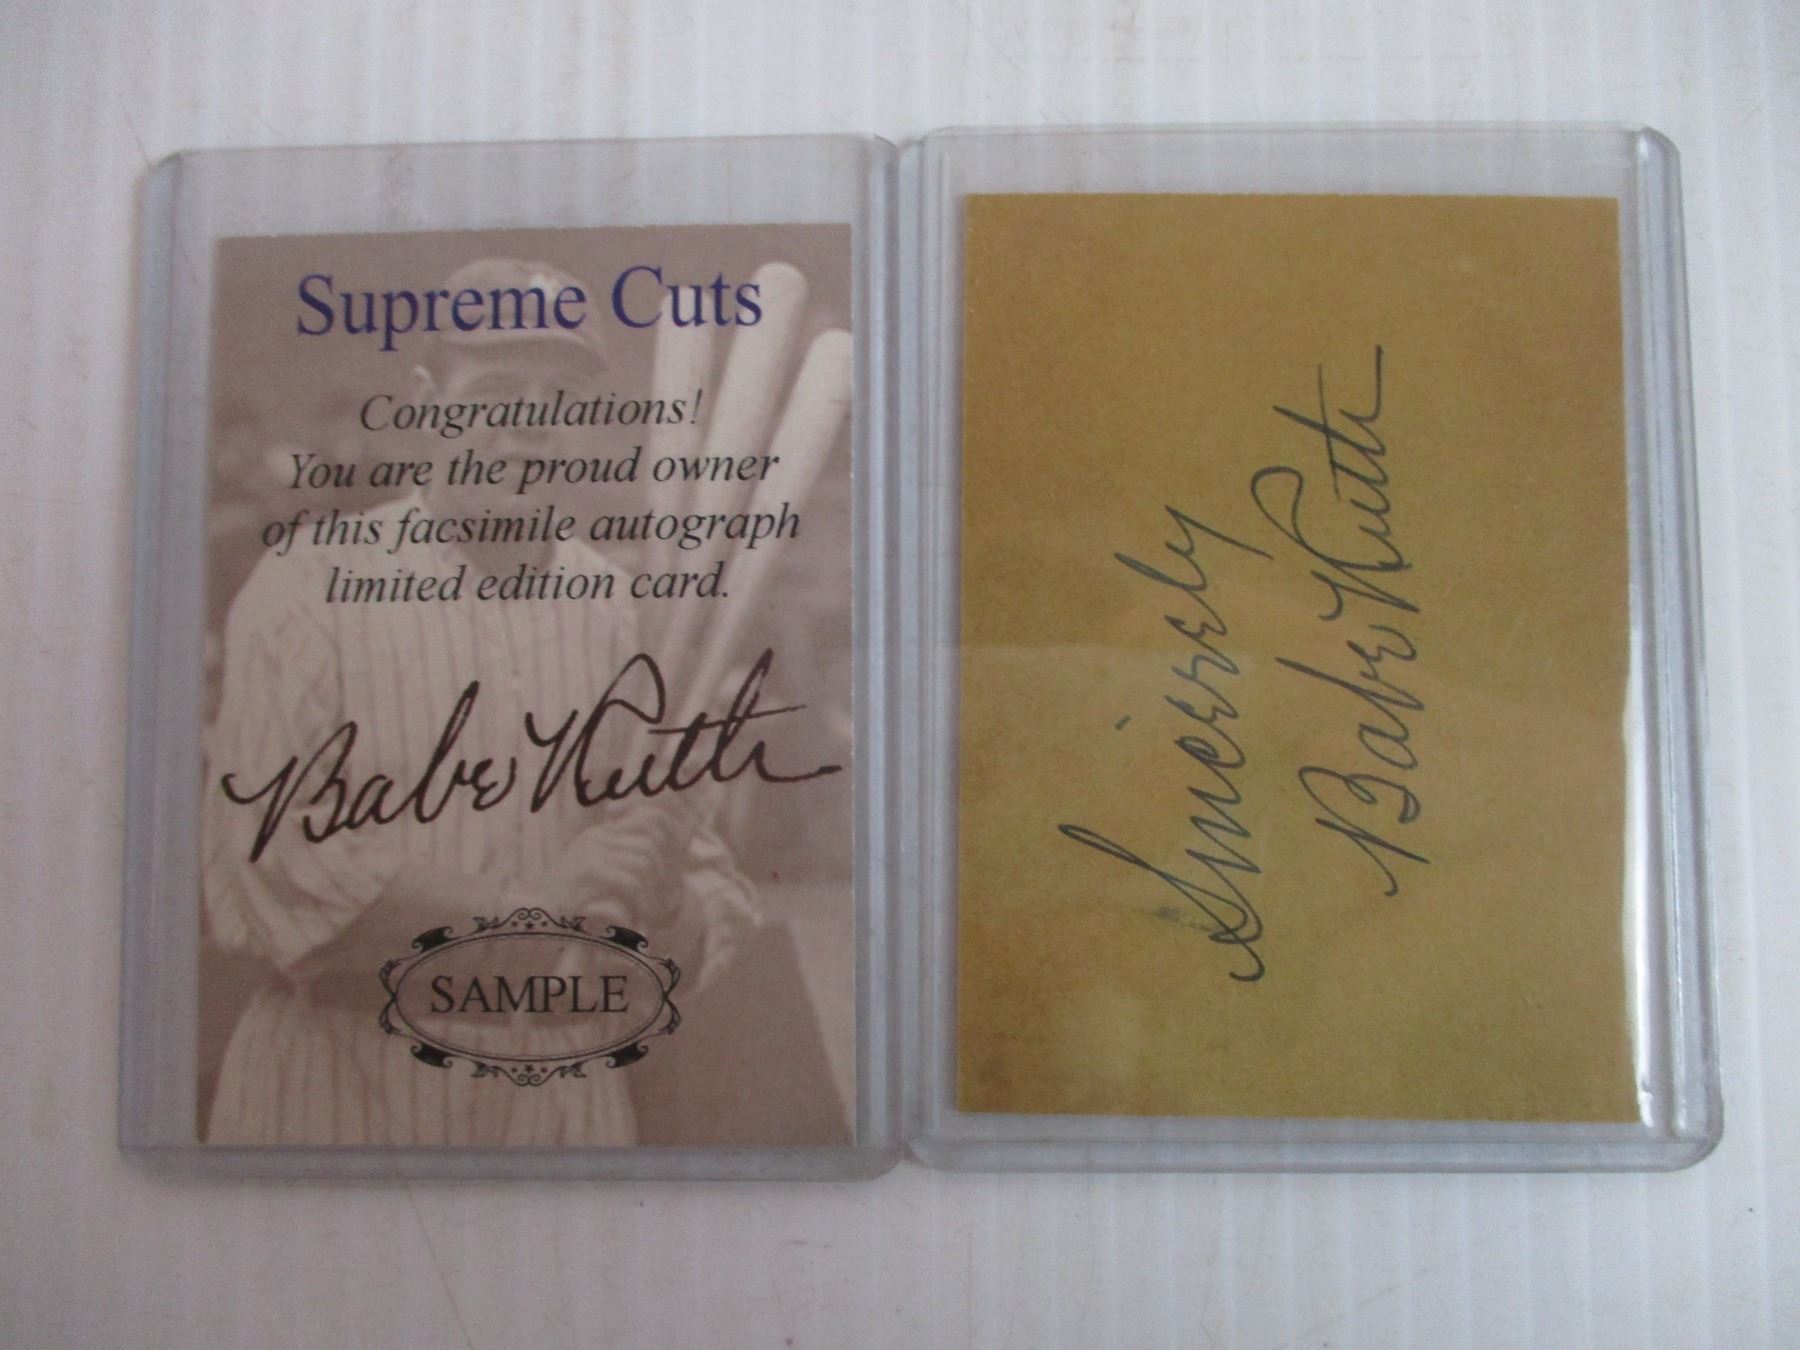 Supreme Cuts
Congratulations!
You are the proud owner
of this facsimile autograph
limited edition card.
Babe Ruth
SAMPLE
Sincerely
Babe Ruth